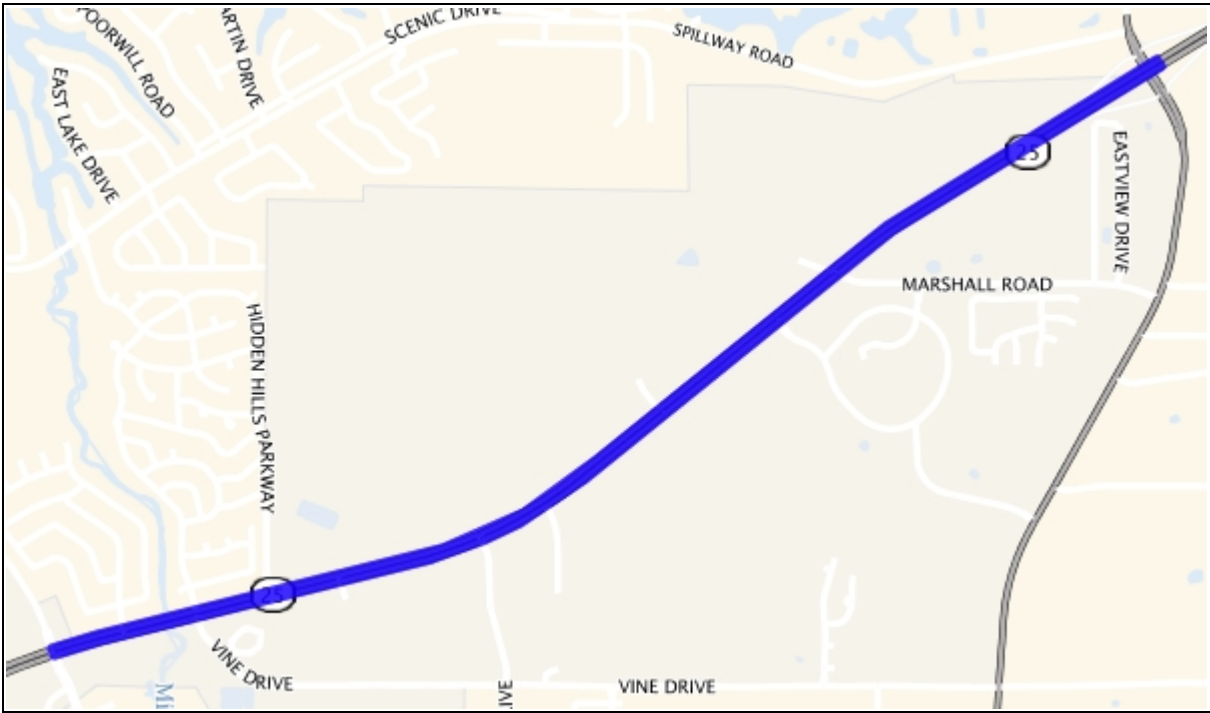 SCENIC DRIVE
SPILLWAY ROAD
EAST LAKE DRIVE
25
EASTVIEW DRIVE
MARSHALL ROAD
HIDDEN HILLS PARKWAY
25
VINE DRIVE
VINE DRIVE